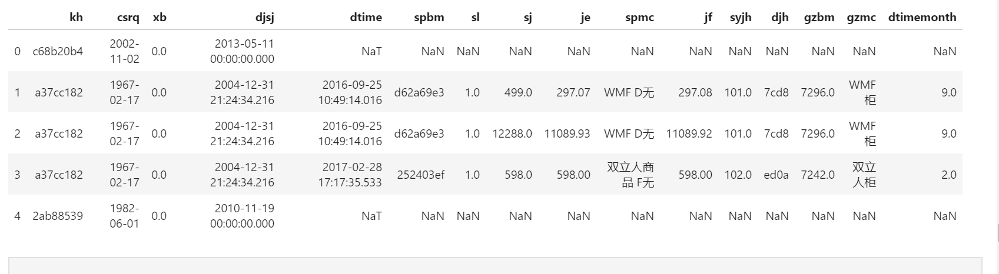 kh csrq xb djsj dtime spbm sl sj je spmc jf syjh djh gzbm gzmc dtimemonth
0 c68b20b4 2002-11-02 0.0 2013-05-11 00:00:00.000 NaT NaN NaN NaN NaN NaN NaN NaN NaN NaN NaN NaN
1 a37cc182 1967-02-17 0.0 2004-12-31 21:24:34.216 2016-09-25 10:49:14.016 d62a69e3 1.0 499.0 297.07 WMF D无 297.08 101.0 7cd8 7296.0 WMF柜 9.0
2 a37cc182 1967-02-17 0.0 2004-12-31 21:24:34.216 2016-09-25 10:49:14.016 d62a69e3 1.0 12288.0 11089.93 WMF D无 11089.92 101.0 7cd8 7296.0 WMF柜 9.0
3 a37cc182 1967-02-17 0.0 2004-12-31 21:24:34.216 2017-02-28 17:17:35.533 252403ef 1.0 598.0 598.00 双立人商品 F无 598.00 102.0 ed0a 7242.0 双立人柜 2.0
4 2ab88539 1982-06-01 0.0 2010-11-19 00:00:00.000 NaT NaN NaN NaN NaN NaN NaN NaN NaN NaN NaN NaN